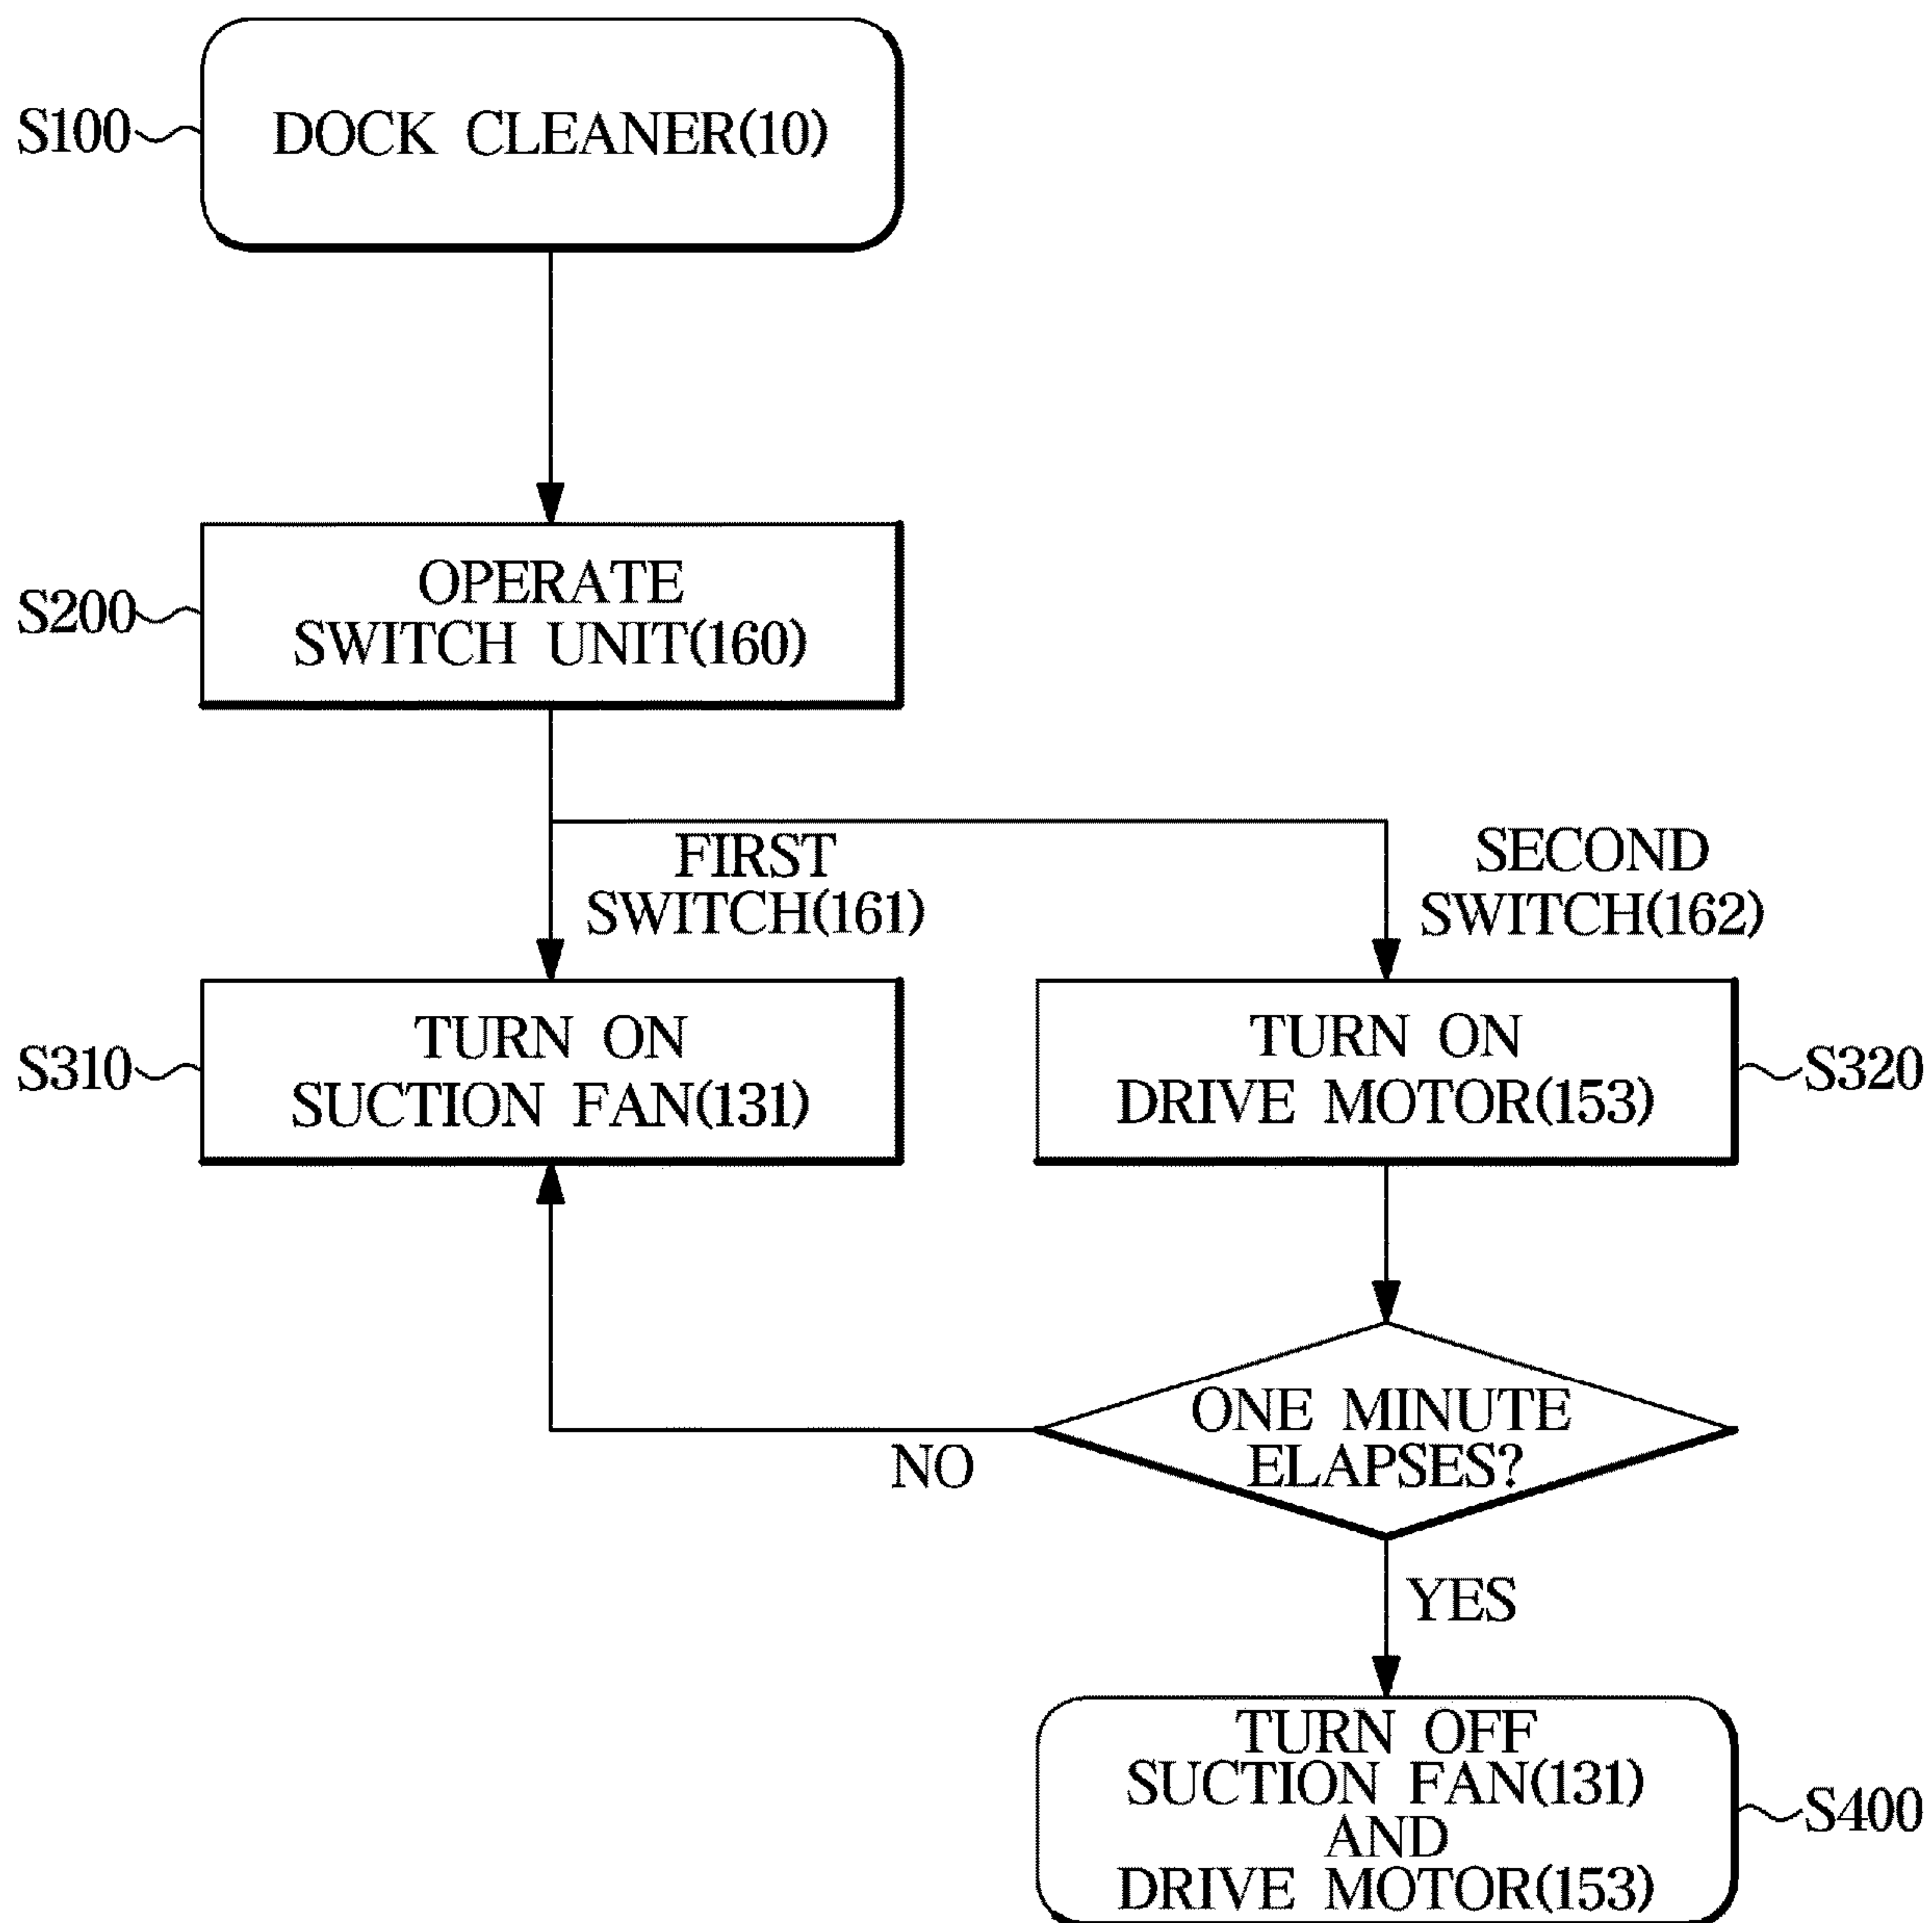 S100
DOCK CLEANER(10)
S200
OPERATE
SWITCH UNIT(160)
FIRST
SWITCH(161)
SECOND
SWITCH(162)
S310
TURN ON
SUCTION FAN(131)
TURN ON
DRIVE MOTOR(153)
S320
ONE MINUTE
ELAPSES?
NO
YES
TURN OFF
SUCTION FAN(131)
AND
DRIVE MOTOR(153)
S400